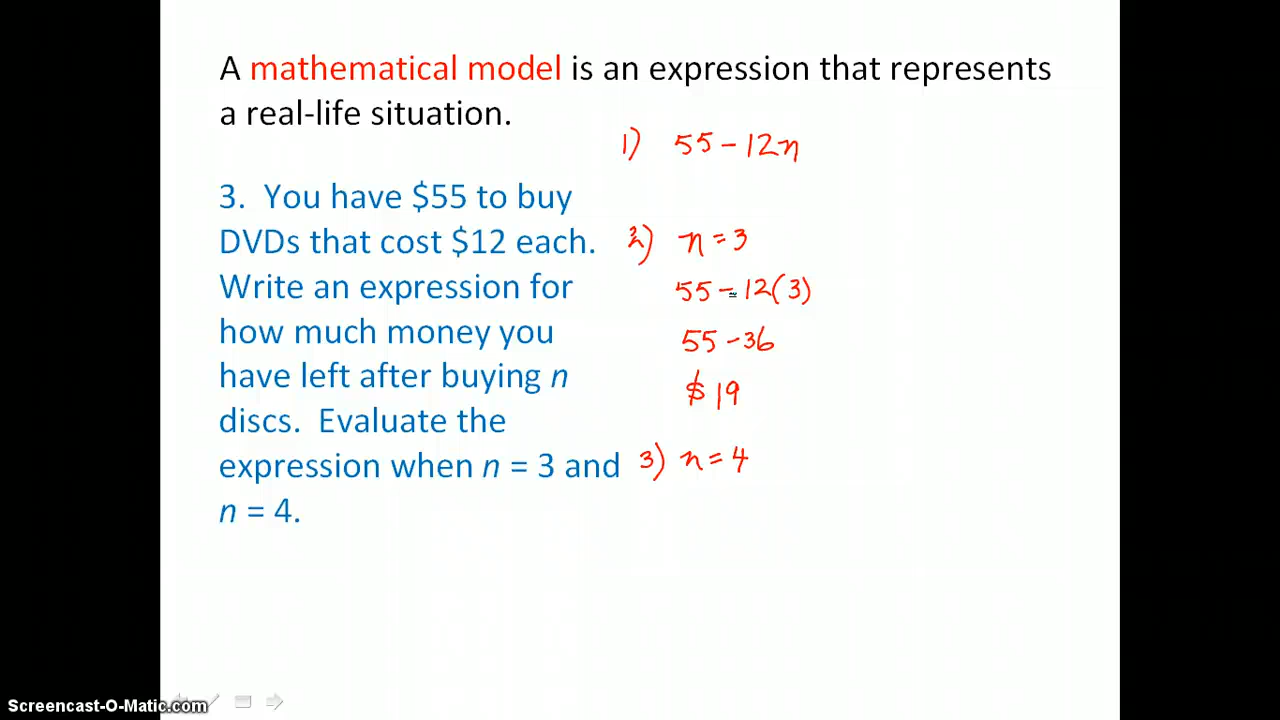 A mathematical model is an expression that represents
a real-life situation.
1) 55 - 12n
3. You have $55 to buy
DVDs that cost $12 each.
Write an expression for
how much money you
have left after buying n
discs. Evaluate the
expression when n = 3 and
n = 4.
2) n = 3
55 - 12(3)
55 - 36
$19
3) n = 4
Screencast-O-Matic.com